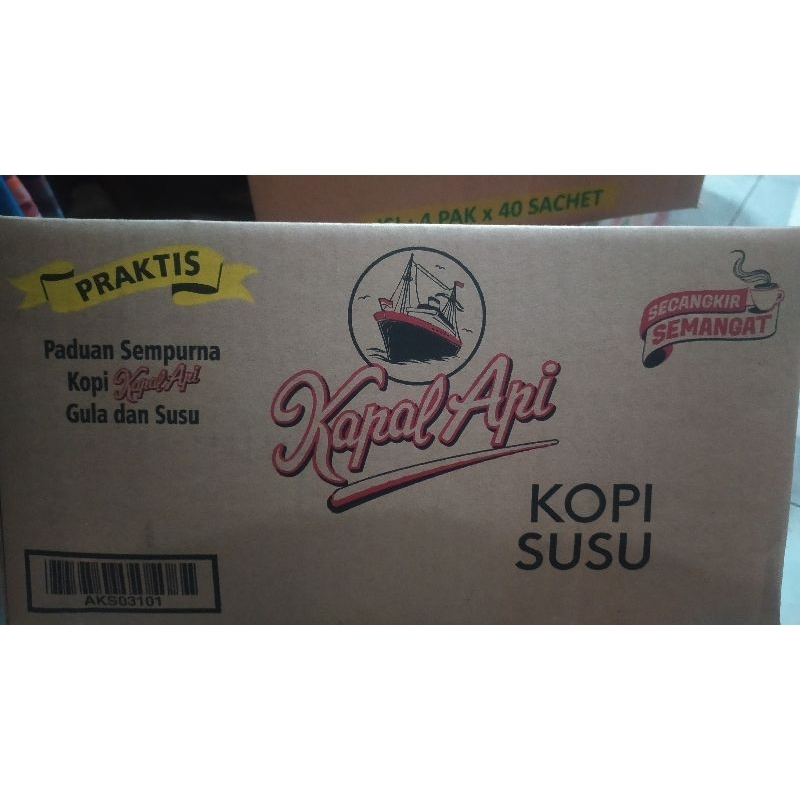 : 4 PAK x 40 SACHET
PRAKTIS
Paduan Sempurna
Kopi Kapal Api
Gula dan Susu
Kapal Api
SECANGKIR
SEMANGAT
KOPI
SUSU
AKS03101